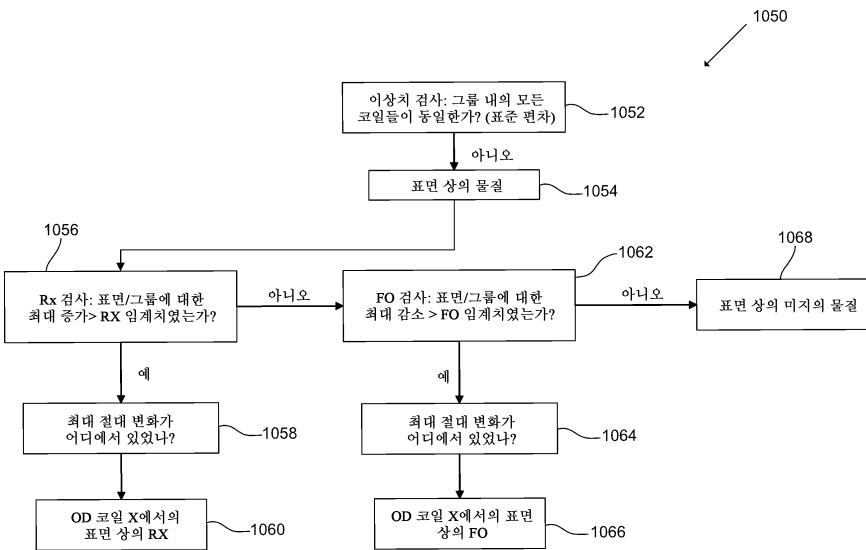 1050
이상치 검사: 그룹 내의 모든
코일들이 동일한가? (표준 편차)
1052
아니오
표면 상의 물질
1054
1056
Rx 검사: 표면/그룹에 대한
최대 증가> RX 임계치였는가?
아니오
1062
FO 검사: 표면/그룹에 대한
최대 감소 > FO 임계치였는가?
아니오
1068
표면 상의 미지의 물질
예
예
최대 절대 변화가
어디에서 있었나?
1058
최대 절대 변화가
어디에서 있었나?
1064
OD 코일 X에서의
표면 상의 RX
1060
OD 코일 X에서의 표면
상의 FO
1066